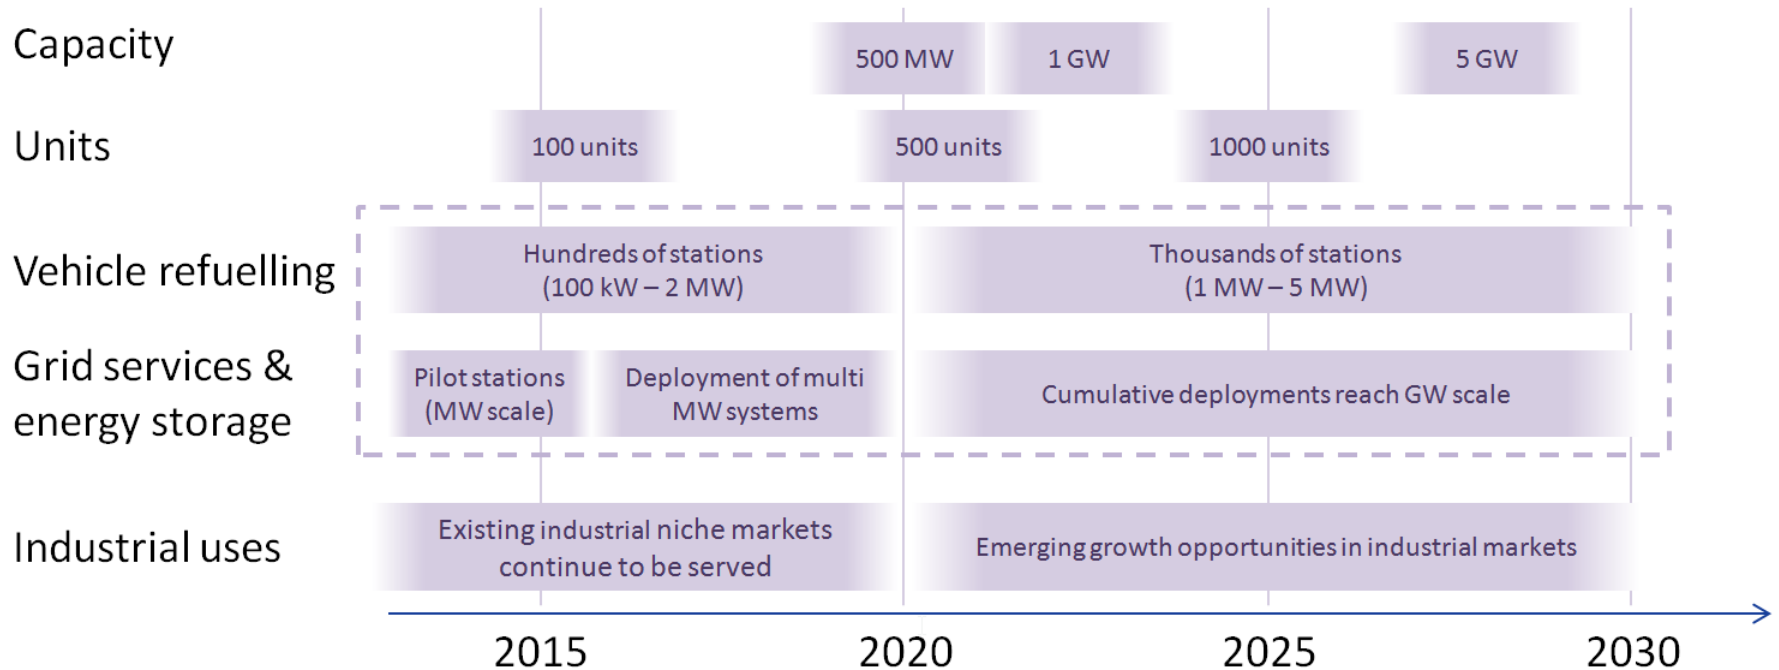 Capacity
500 MW
1 GW
5 GW
Units
100 units
500 units
1000 units
Vehicle refuelling
Hundreds of stations
(100 kW – 2 MW)
Thousands of stations
(1 MW – 5 MW)
Grid services &
energy storage
Pilot stations
(MW scale)
Deployment of multi
MW systems
Cumulative deployments reach GW scale
Industrial uses
Existing industrial niche markets
continue to be served
Emerging growth opportunities in industrial markets
2015
2020
2025
2030